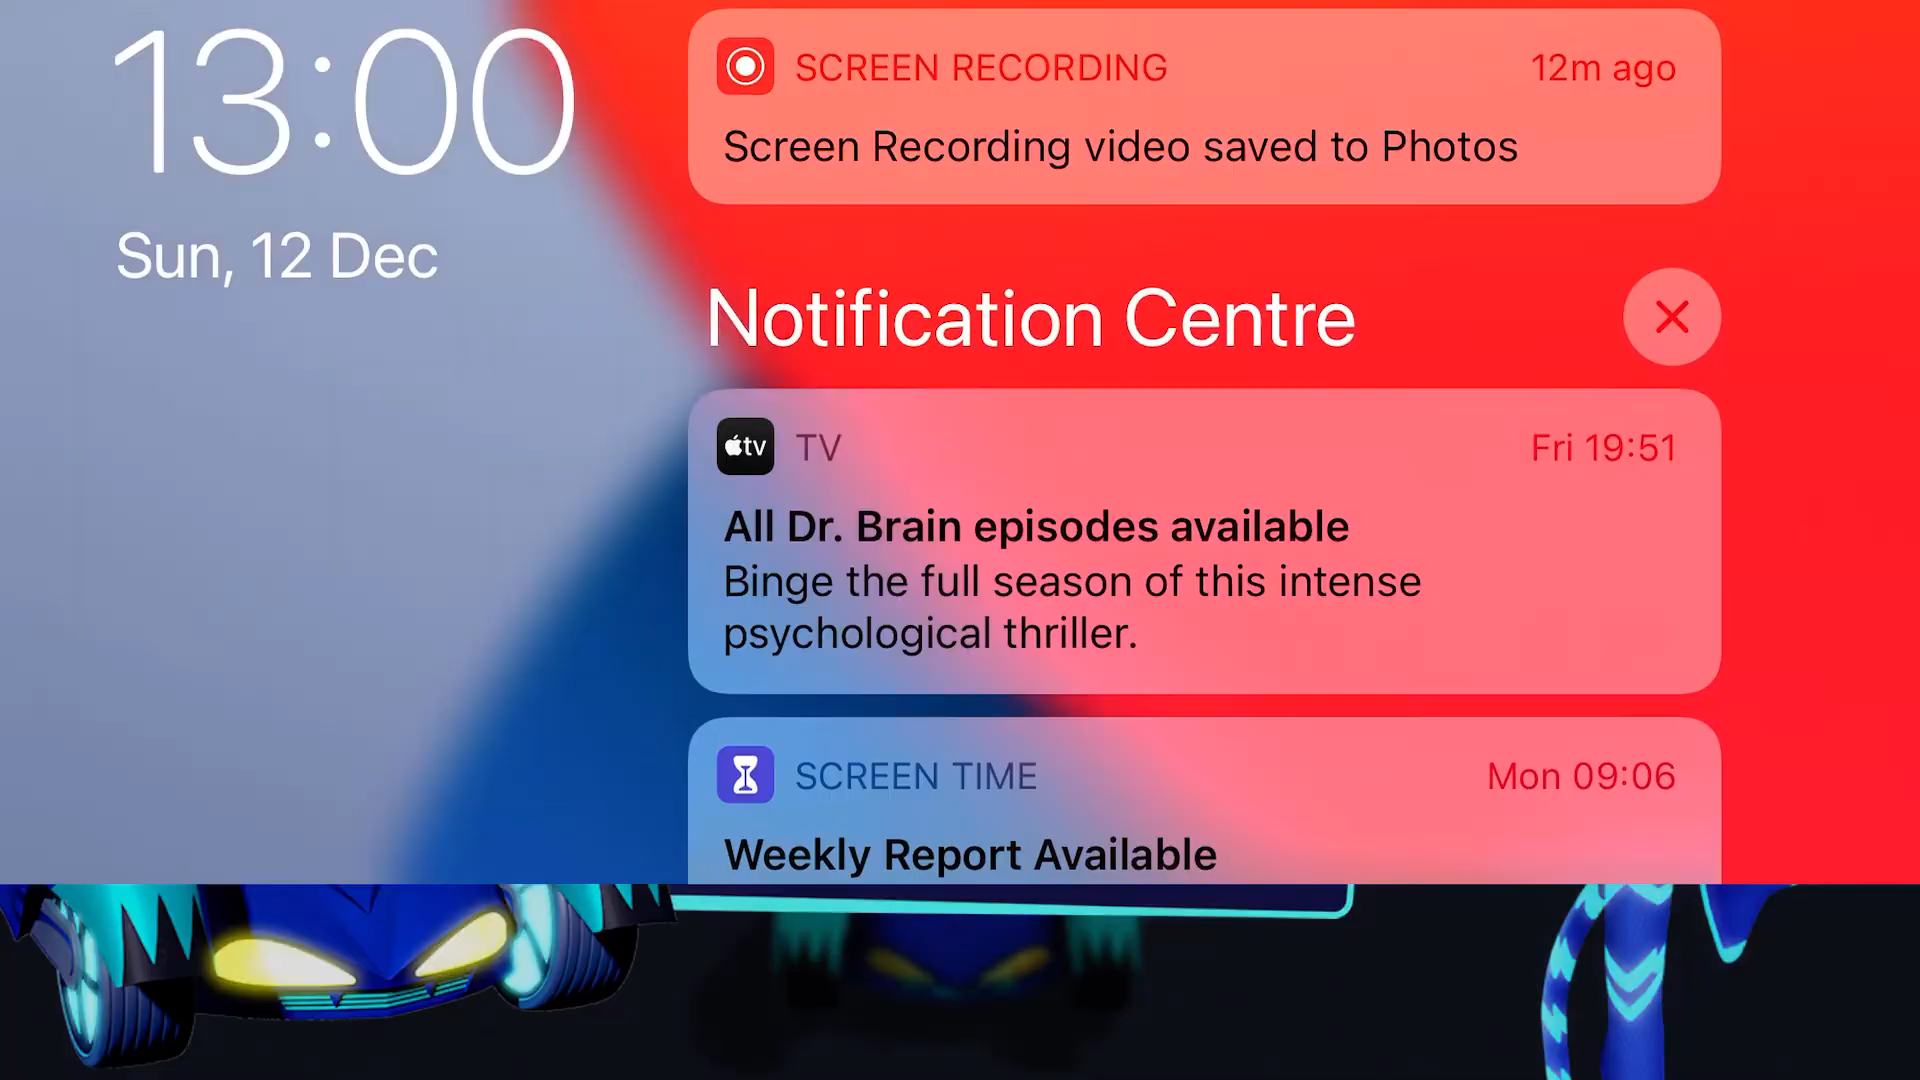 13:00
Sun, 12 Dec
SCREEN RECORDING
12m ago
Screen Recording video saved to Photos
Notification Centre
tv
TV
Fri 19:51
All Dr. Brain episodes available
Binge the full season of this intense
psychological thriller.
SCREEN TIME
Mon 09:06
Weekly Report Available